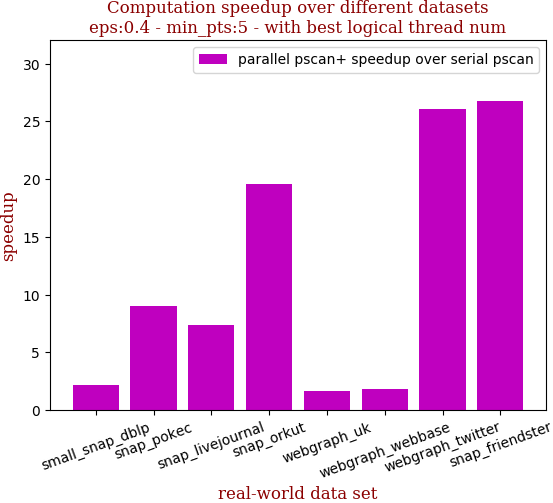 Computation speedup over different datasets
eps:0.4 - min_pts:5 - with best logical thread num
parallel pscan+ speedup over serial pscan
speedup
30
25
20
15
10
5
0
small_snap_dblp
snap_pokec
snap_livejournal
snap_orkut
webgraph_uk
webgraph_webbase
webgraph_twitter
snap_friendster
real-world data set